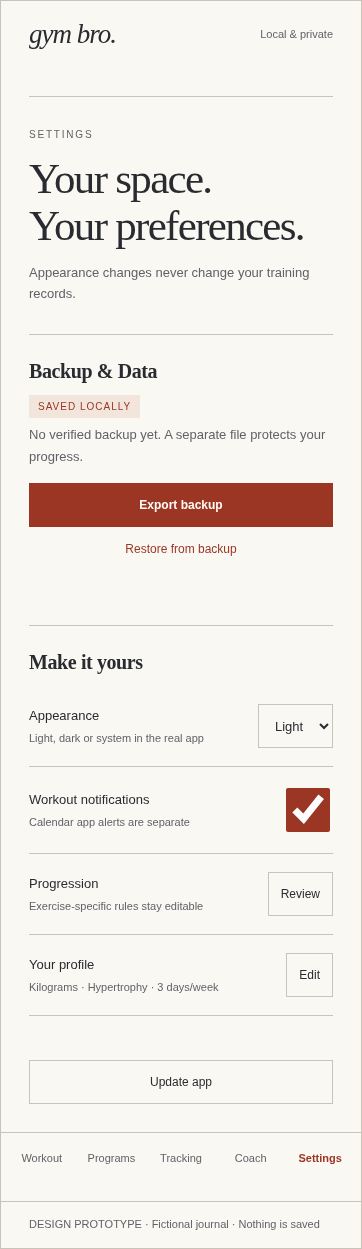 gym bro.
Local & private
SETTINGS
Your space.
Your preferences.
Appearance changes never change your training
records.
Backup & Data
SAVED LOCALLY
No verified backup yet. A separate file protects your
progress.
Export backup
Restore from backup
Make it yours
Appearance
Light, dark or system in the real app
Light
Workout notifications
Calendar app alerts are separate
Progression
Exercise-specific rules stay editable
Review
Your profile
Kilograms · Hypertrophy · 3 days/week
Edit
Update app
Workout Programs Tracking Coach Settings
DESIGN PROTOTYPE · Fictional journal · Nothing is saved